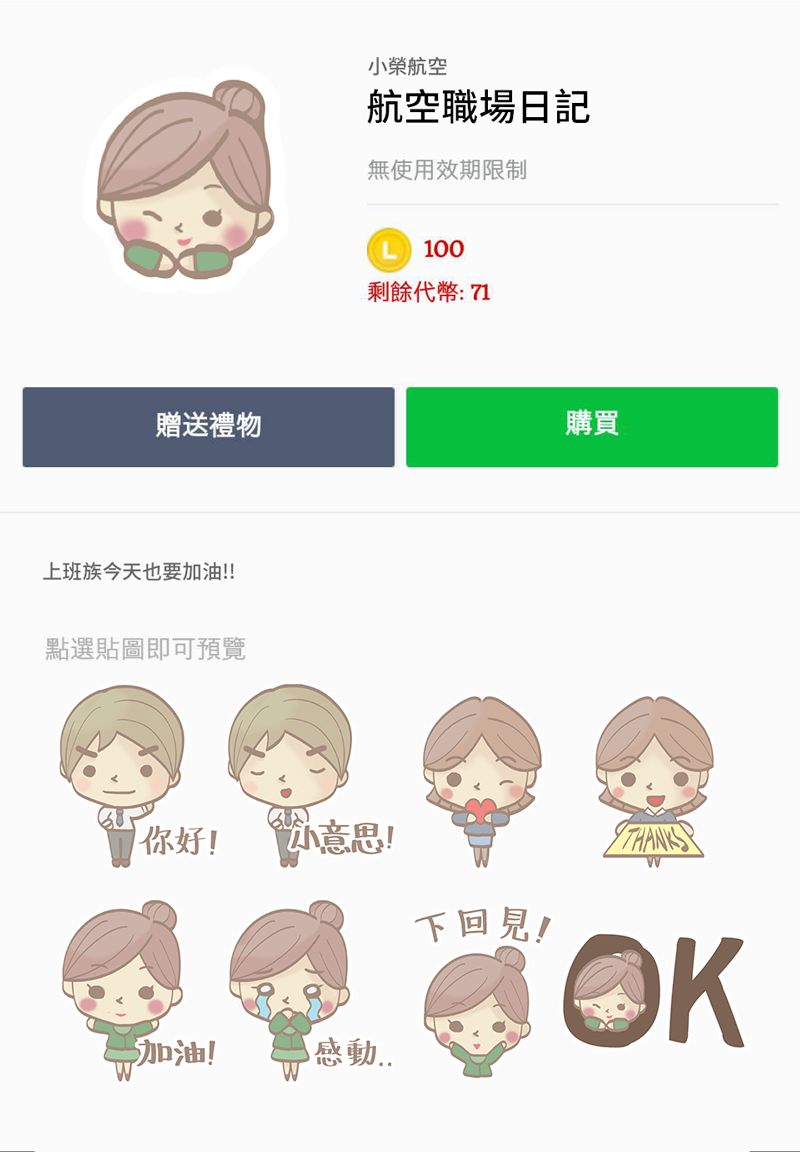 小榮航空
航空職場日記
無使用效期限制
L 100
剩餘代幣: 71
贈送禮物
購買
上班族今天也要加油!!
點選貼圖即可預覽
你好!
小意思!
THANKS
加油!
感動..
下回見!
OK